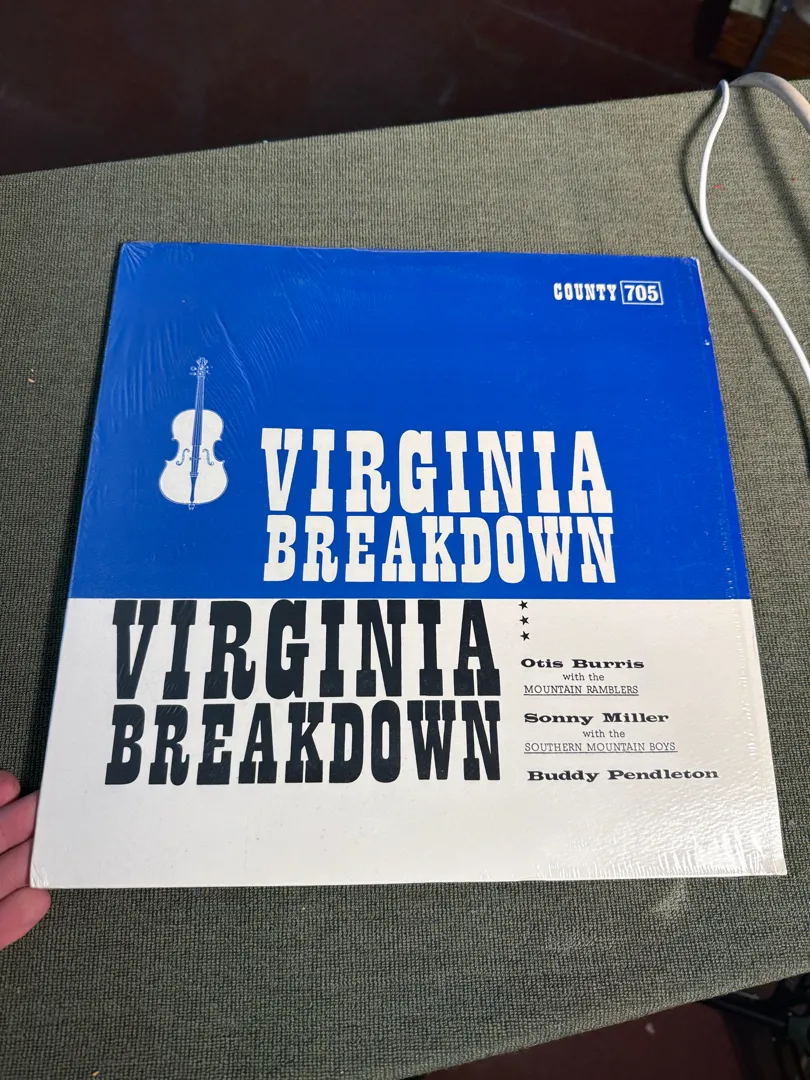 COUNTY 705
VIRGINIA
BREAKDOWN
VIRGINIA
BREAKDOWN
Otis Burris
with the
MOUNTAIN RAMBLERS
Sonny Miller
with the
SOUTHERN MOUNTAIN BOYS
Buddy Pendleton